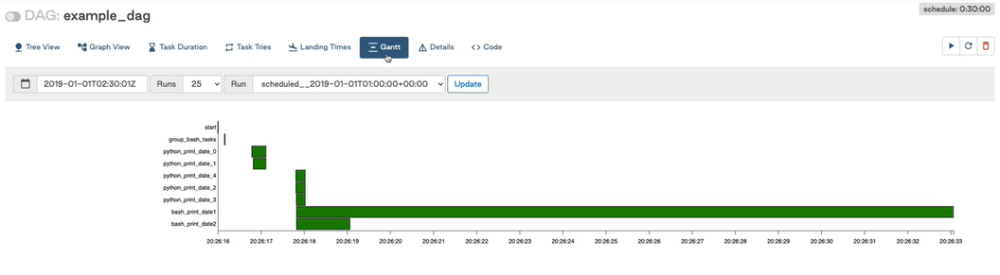 DAG: example_dag
schedule: 0:30:00
Tree View Graph View Task Duration Task Tries Landing Times Gantt Details Code
2019-01-01T02:30:01Z Runs 25 Run scheduled__2019-01-01T01:00:00+00:00 Update
start
group_bash_tasks
python_print_date_0
python_print_date_1
python_print_date_4
python_print_date_2
python_print_date_3
bash_print_date1
bash_print_date2
20:26:16 20:26:17 20:26:18 20:26:19 20:26:20 20:26:21 20:26:22 20:26:23 20:26:24 20:26:25 20:26:26 20:26:27 20:26:28 20:26:29 20:26:30 20:26:31 20:26:32 20:26:33